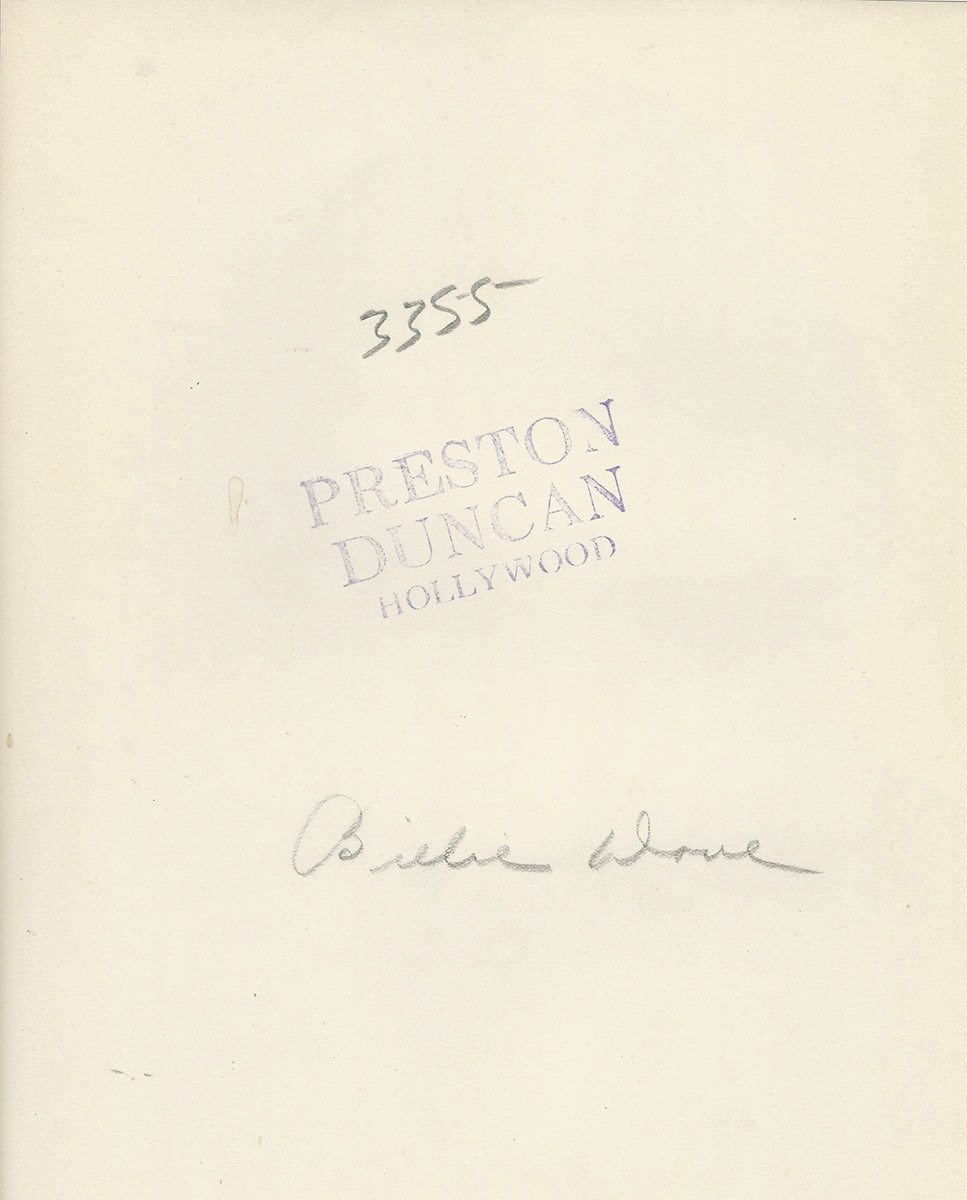 3355
PRESTON
DUNCAN
HOLLYWOOD
Billie Dove